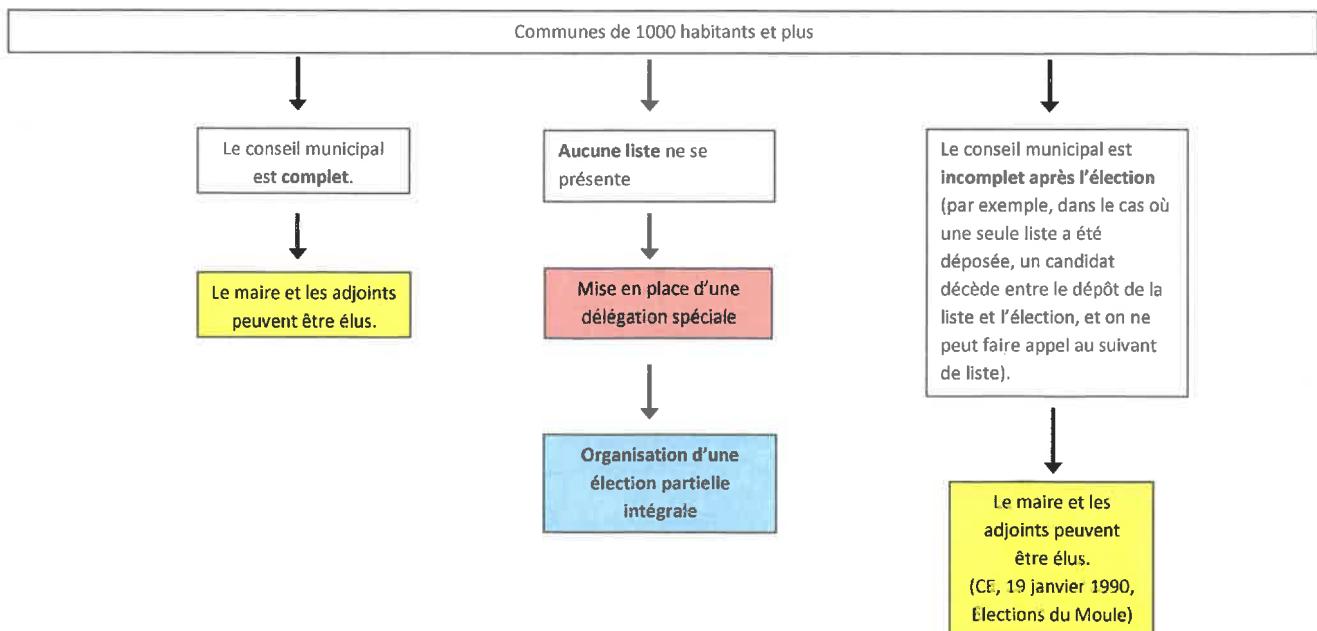 Communes de 1000 habitants et plus
Le conseil municipal
est complet.
Le maire et les adjoints
peuvent être élus.
Aucune liste ne se
présente
Mise en place d'une
délégation spéciale
Organisation d'une
élection partielle
intégrale
Le conseil municipal est
incomplet après l'élection
(par exemple, dans le cas où
une seule liste a été
déposée, un candidat
décède entre le dépôt de la
liste et l'élection, et on ne
peut faire appel au suivant
de liste).
Le maire et les
adjoints peuvent
être élus.
(CE, 19 janvier 1990,
Elections du Moule)